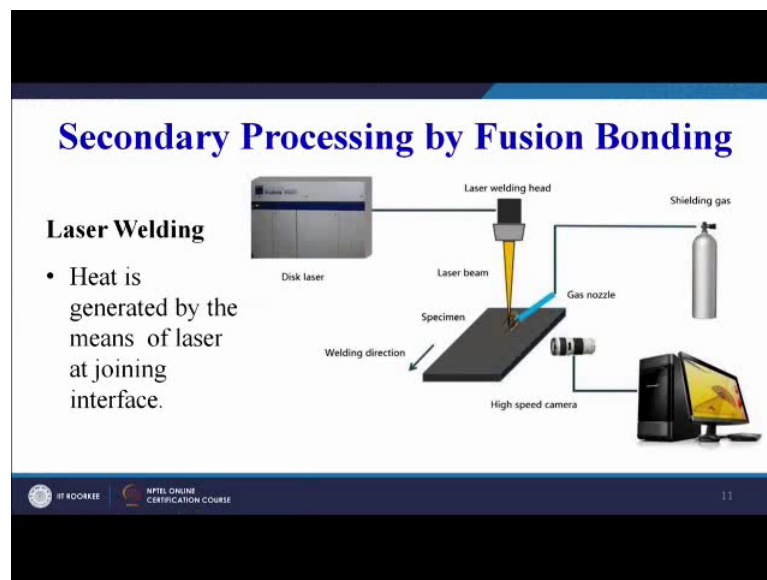 Secondary Processing by Fusion Bonding
Laser Welding
• Heat is
generated by the
means of laser
at joining
interface.
Disk laser
Laser welding head
Shielding gas
Laser beam
Gas nozzle
Specimen
Welding direction
High speed camera
IIT ROORKEE
NPTEL ONLINE
CERTIFICATION COURSE
11